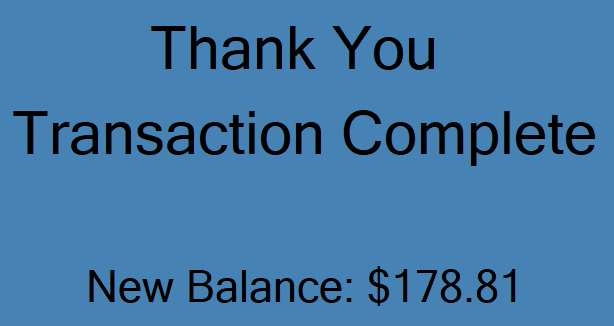 Thank You
Transaction Complete
New Balance: $178.81